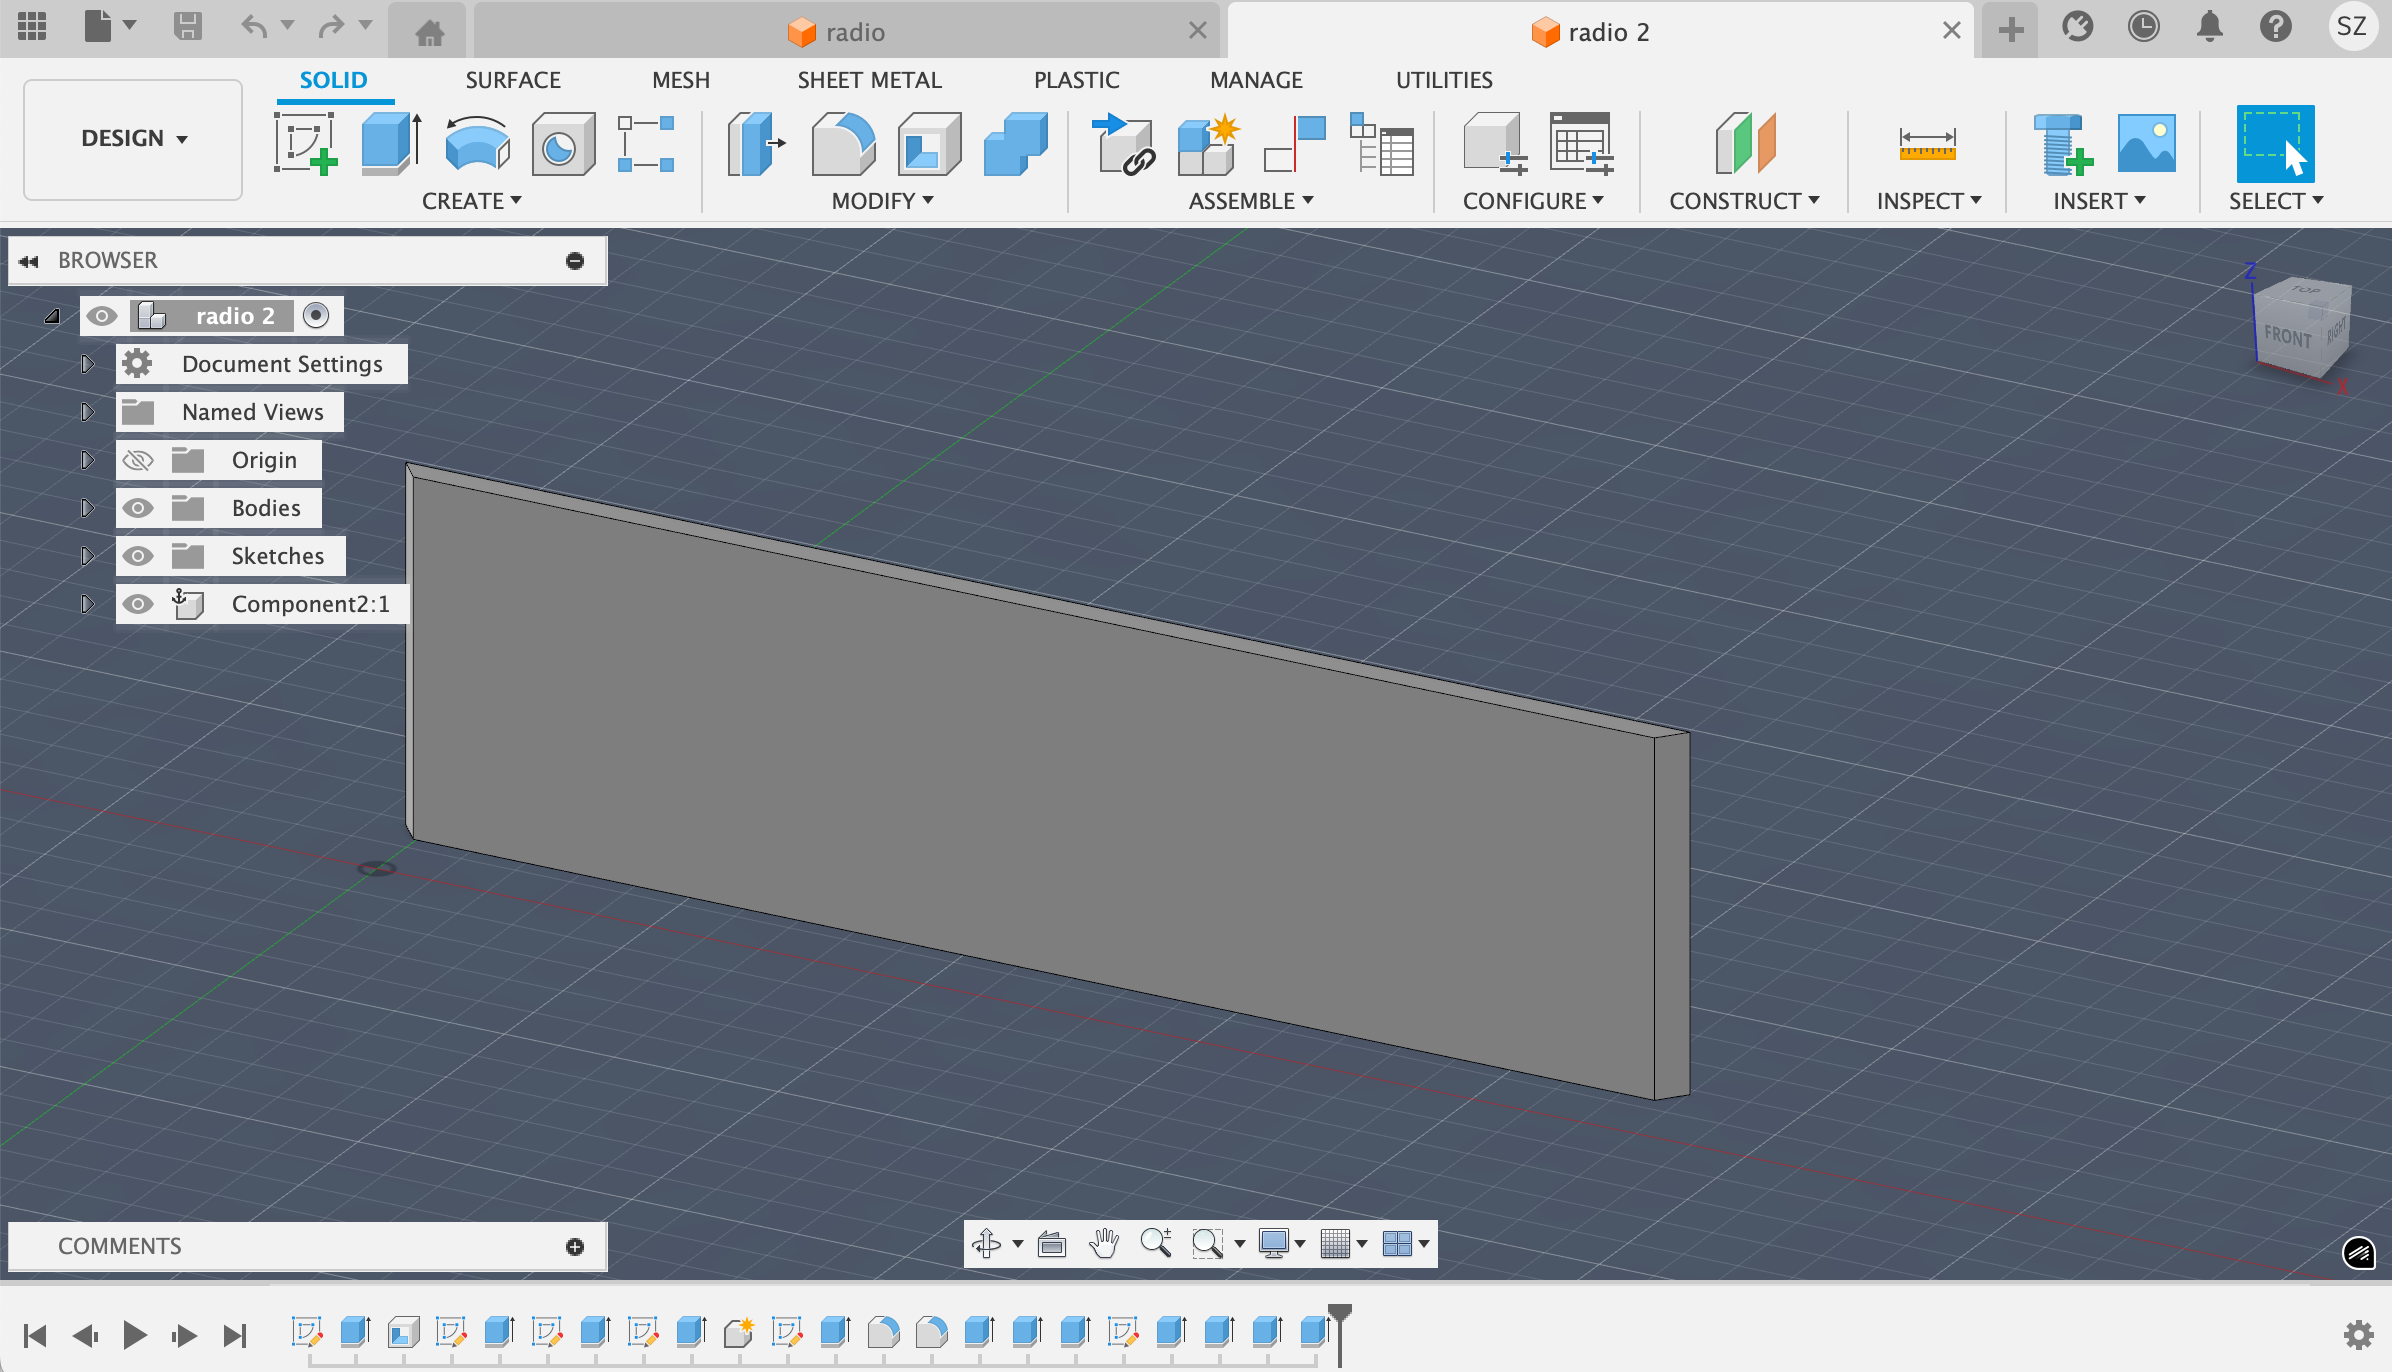 radio
radio 2
SZ
SOLID
SURFACE
MESH
SHEET METAL
PLASTIC
MANAGE
UTILITIES
DESIGN
CREATE
MODIFY
ASSEMBLE
CONFIGURE
CONSTRUCT
INSPECT
INSERT
SELECT
BROWSER
radio 2
Document Settings
Named Views
Origin
Bodies
Sketches
Component2:1
Z
TOP
FRONT
RIGHT
X
COMMENTS